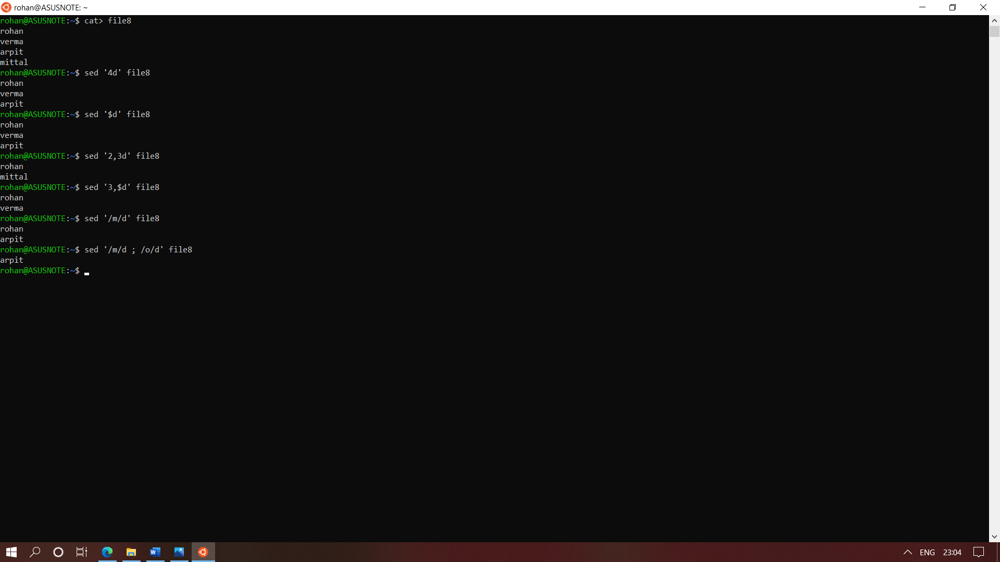 rohan@ASUSNOTE: ~
rohan@ASUSNOTE:~$ cat> file8
rohan
verma
arpit
mittal
rohan@ASUSNOTE:~$ sed '4d' file8
rohan
verma
arpit
rohan@ASUSNOTE:~$ sed '$d' file8
rohan
verma
arpit
rohan@ASUSNOTE:~$ sed '2,3d' file8
rohan
mittal
rohan@ASUSNOTE:~$ sed '3,$d' file8
rohan
verma
rohan@ASUSNOTE:~$ sed '/m/d' file8
rohan
arpit
rohan@ASUSNOTE:~$ sed '/m/d ; /o/d' file8
arpit
rohan@ASUSNOTE:~$
ENG 23:04